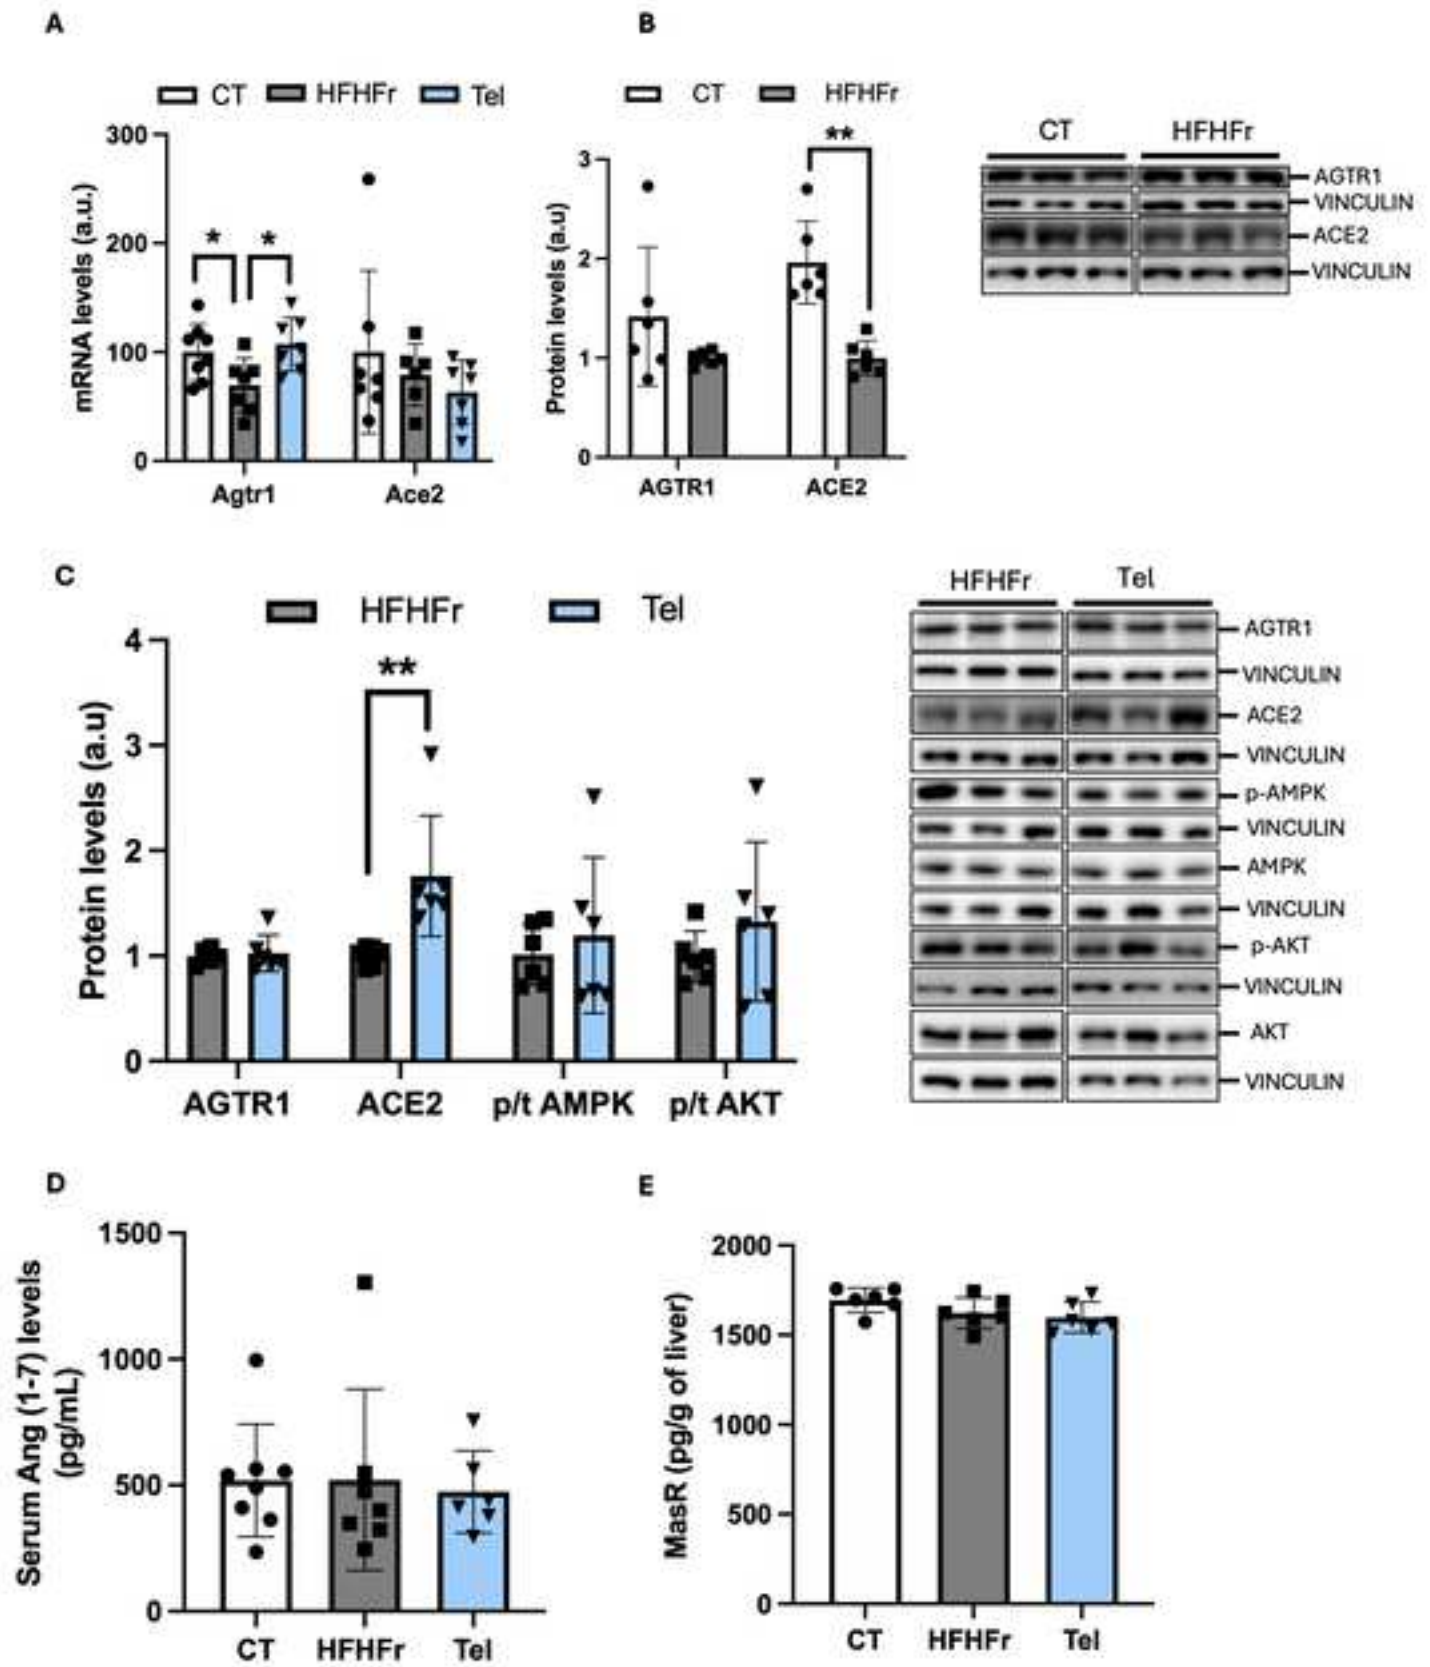 A
CT HFHFr Tel
mRNA levels (a.u.)
300
200
100
0
* *
Agtr1 Ace2
B
CT HFHFr
Protein levels (a.u)
3
2
1
0
**
AGTR1 ACE2
CT HFHFr
AGTR1
VINCULIN
ACE2
VINCULIN
C
HFHFr Tel
Protein levels (a.u)
4
3
2
1
0
**
AGTR1 ACE2 p/t AMPK p/t AKT
HFHFr Tel
AGTR1
VINCULIN
ACE2
VINCULIN
p-AMPK
VINCULIN
AMPK
VINCULIN
p-AKT
VINCULIN
AKT
VINCULIN
D
Serum Ang (1-7) levels
(pg/mL)
1500
1000
500
0
CT HFHFr Tel
E
MasR (pg/g of liver)
2000
1500
1000
500
0
CT HFHFr Tel